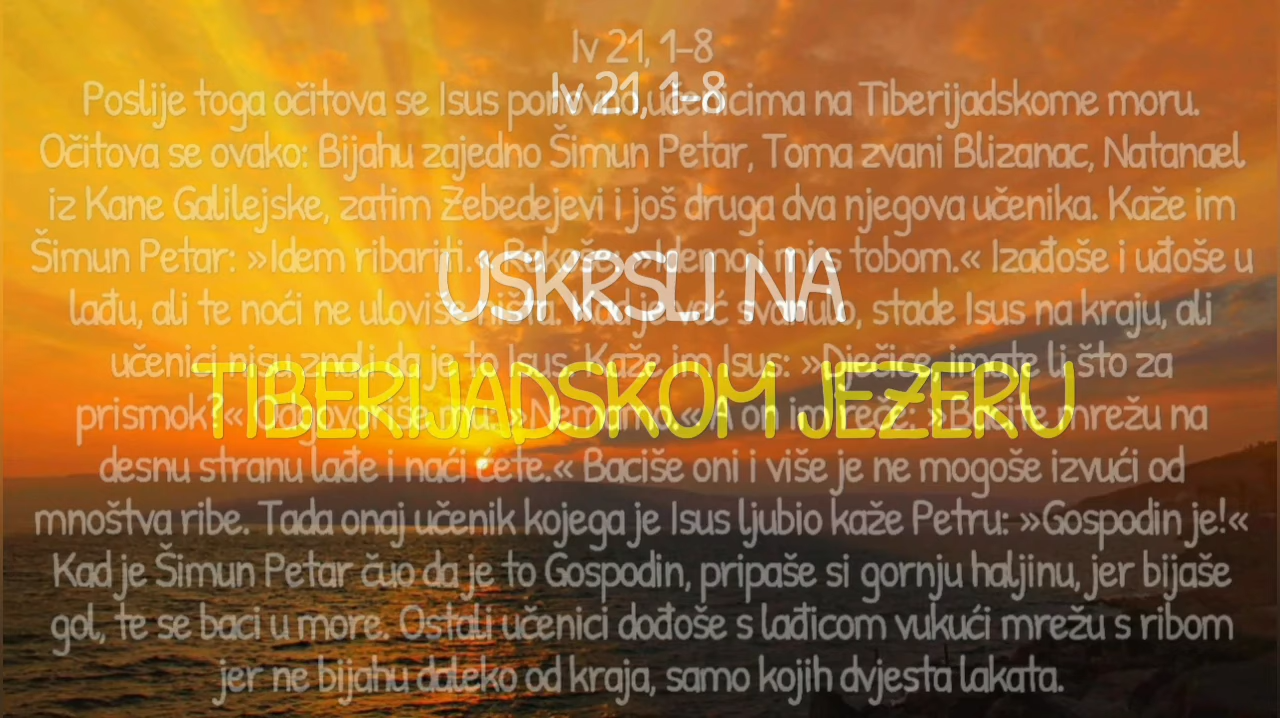 Iv 21, 1-8
Iv 21, 1-8
Poslije toga očitova se Isus ponovno učenicima na Tiberijadskome moru.
Očitova se ovako: Bijahu zajedno Šimun Petar, Toma zvani Blizanac, Natanael
iz Kane Galilejske, zatim Zebedejevi i još druga dva njegova učenika. Kaže im
Šimun Petar: »Idem ribariti.« Rekoše: »Idemo i mi s tobom.« Izađoše i uđoše u
USKRSLI NA
lađu, ali te noći ne uloviše ništa. Kad je već svanulo, stade Isus na kraju, ali
učenici nisu znali da je to Isus. Kaže im Isus: »Dječice, imate li što za
TIBERIJADSKOM JEZERU
prismok?« Odgovoriše mu: »Nemamo.« A on im reče: »Bacite mrežu na
desnu stranu lađe i naći ćete.« Baciše oni i više je ne mogoše izvući od
mnoštva ribe. Tada onaj učenik kojega je Isus ljubio kaže Petru: »Gospodin je!«
Kad je Šimun Petar čuo da je to Gospodin, pripaše si gornju haljinu, jer bijaše
gol, te se baci u more. Ostali učenici dođoše s lađicom vukući mrežu s ribom
jer ne bijahu daleko od kraja, samo kojih dvjesta lakata.